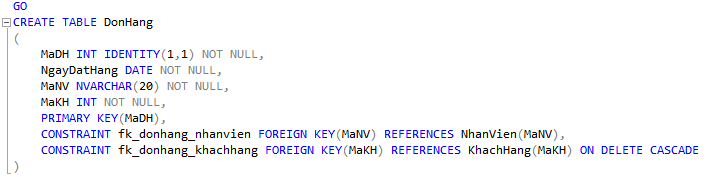 GO
CREATE TABLE DonHang
(
MaDH INT IDENTITY(1,1) NOT NULL,
NgayDatHang DATE NOT NULL,
MaNV NVARCHAR(20) NOT NULL,
MaKH INT NOT NULL,
PRIMARY KEY(MaDH),
CONSTRAINT fk_donhang_nhanvien FOREIGN KEY(MaNV) REFERENCES NhanVien(MaNV),
CONSTRAINT fk_donhang_khachhang FOREIGN KEY(MaKH) REFERENCES KhachHang(MaKH) ON DELETE CASCADE
)